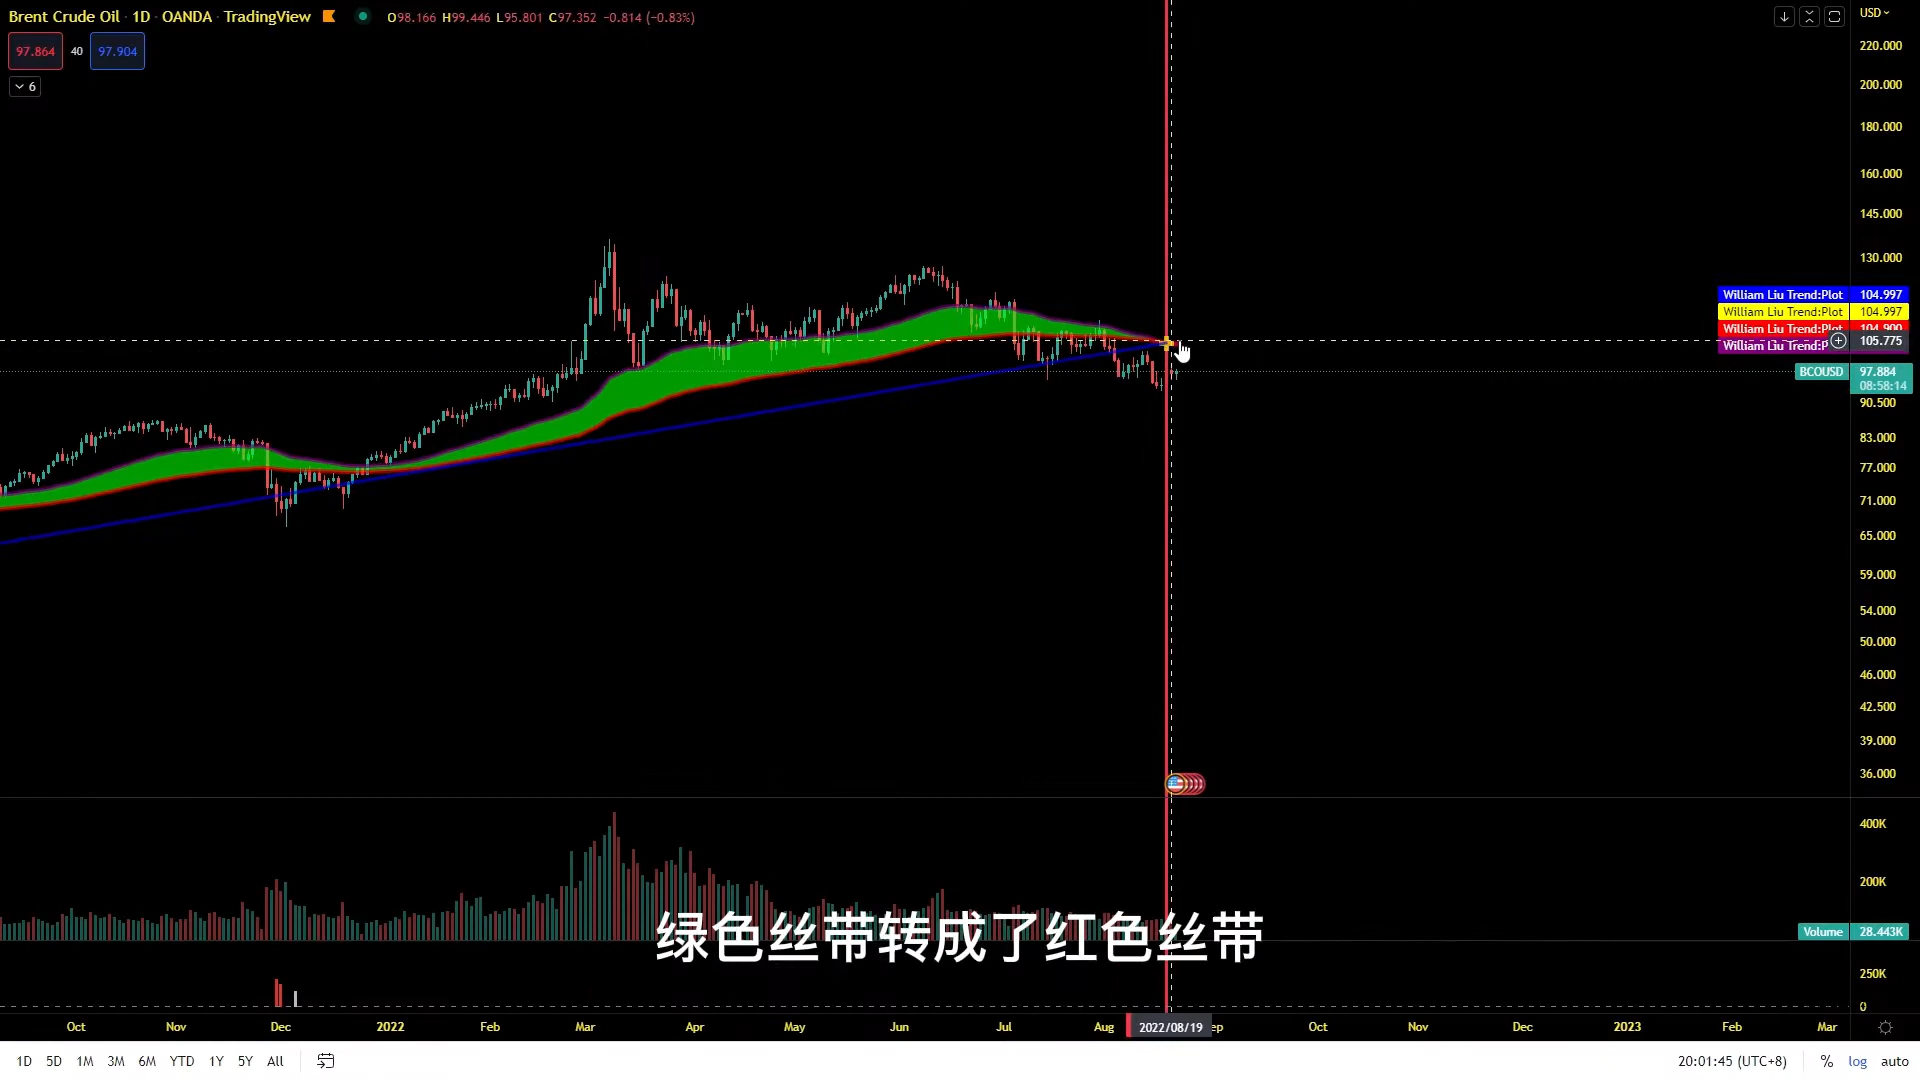 Brent Crude Oil · 1D · OANDA · TradingView O98.166 H99.446 L95.801 C97.352 −0.814 (−0.83%)
USD
97.864 40 97.904
6
220.000
200.000
180.000
160.000
145.000
130.000
William Liu Trend:Plot 104.997
William Liu Trend:Plot 104.997
William Liu Trend:Plot 104.900
William Liu Trend:P 105.775
BCOUSD 97.884
08:58:14
90.500
83.000
77.000
71.000
65.000
59.000
54.000
50.000
46.000
42.500
39.000
36.000
400K
200K
绿色丝带转成了红色丝带
Volume 28.443K
250K
0
Oct Nov Dec 2022 Feb Mar Apr May Jun Jul Aug 2022/08/19 ep Oct Nov Dec 2023 Feb Mar
1D 5D 1M 3M 6M YTD 1Y 5Y All 20:01:45 (UTC+8) % log auto